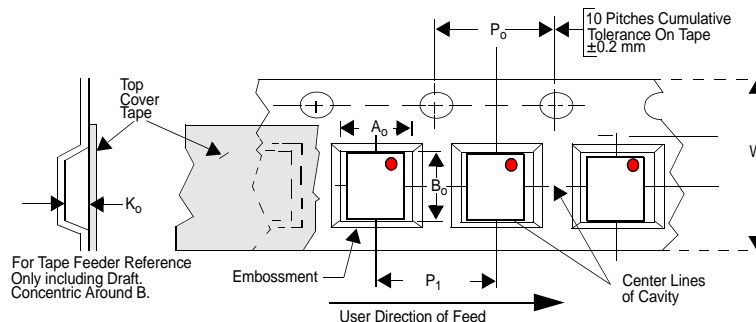 Po
10 Pitches Cumulative
Tolerance On Tape
±0.2 mm
Top
Cover
Tape
Ao
W
Bo
Ko
For Tape Feeder Reference
Only including Draft.
Concentric Around B.
Embossment
P1
Center Lines
of Cavity
User Direction of Feed